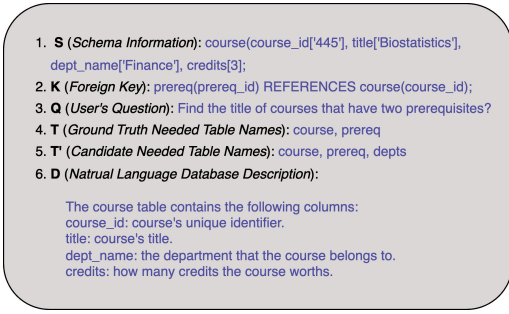 1. S (Schema Information): course(course_id['445'], title['Biostatistics'],
dept_name['Finance'], credits[3];
2. K (Foreign Key): prereq(prereq_id) REFERENCES course(course_id);
3. Q (User's Question): Find the title of courses that have two prerequisites?
4. T (Ground Truth Needed Table Names): course, prereq
5. T' (Candidate Needed Table Names): course, prereq, depts
6. D (Natrual Language Database Description):
The course table contains the following columns:
course_id: course's unique identifier.
title: course's title.
dept_name: the department that the course belongs to.
credits: how many credits the course worths.